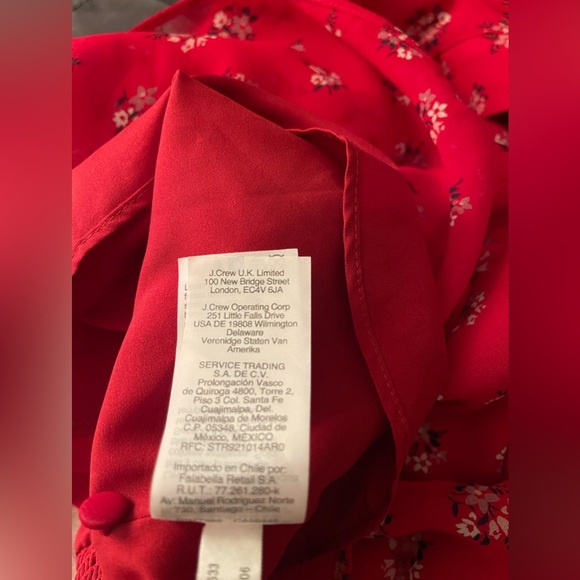 J.Crew U.K. Limited
100 New Bridge Street
London, EC4V 6JA
J.Crew Operating Corp
251 Little Falls Drive
USA DE 19808 Wilmington
Delaware
Verenidge Staten Van
Amerika
SERVICE TRADING
S.A. DE C.V.
Prolongación Vasco
de Quiroga 4800, Torre 2,
Piso 3 Col. Santa Fe
Cuajimalpa, Del.
Cuajimalpa de Morelos
C.P. 05348, Ciudad de
México, MÉXICO
RFC: STR921014AR0
Importado en Chile por:
Falabella Retail S.A.
R.U.T.: 77.261.280-k
Av: Manuel Rodriguez Norte
730, Santiago - Chile